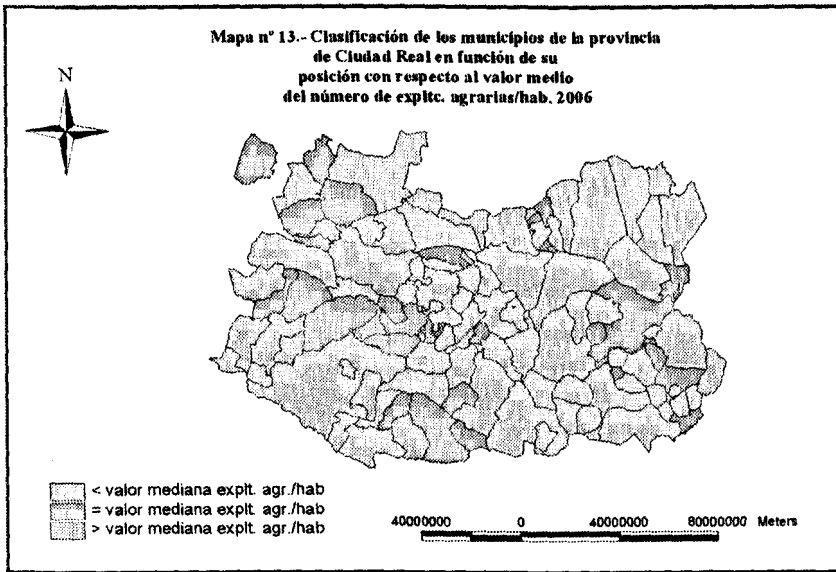 Mapa nº 13.- Clasificación de los municipios de la provincia
de Ciudad Real en función de su
posición con respecto al valor medio
del número de expltc. agrarias/hab. 2006
N
< valor mediana explt. agr./hab
= valor mediana explt. agr./hab
> valor mediana explt. agr./hab
40000000 0 40000000 80000000 Meters